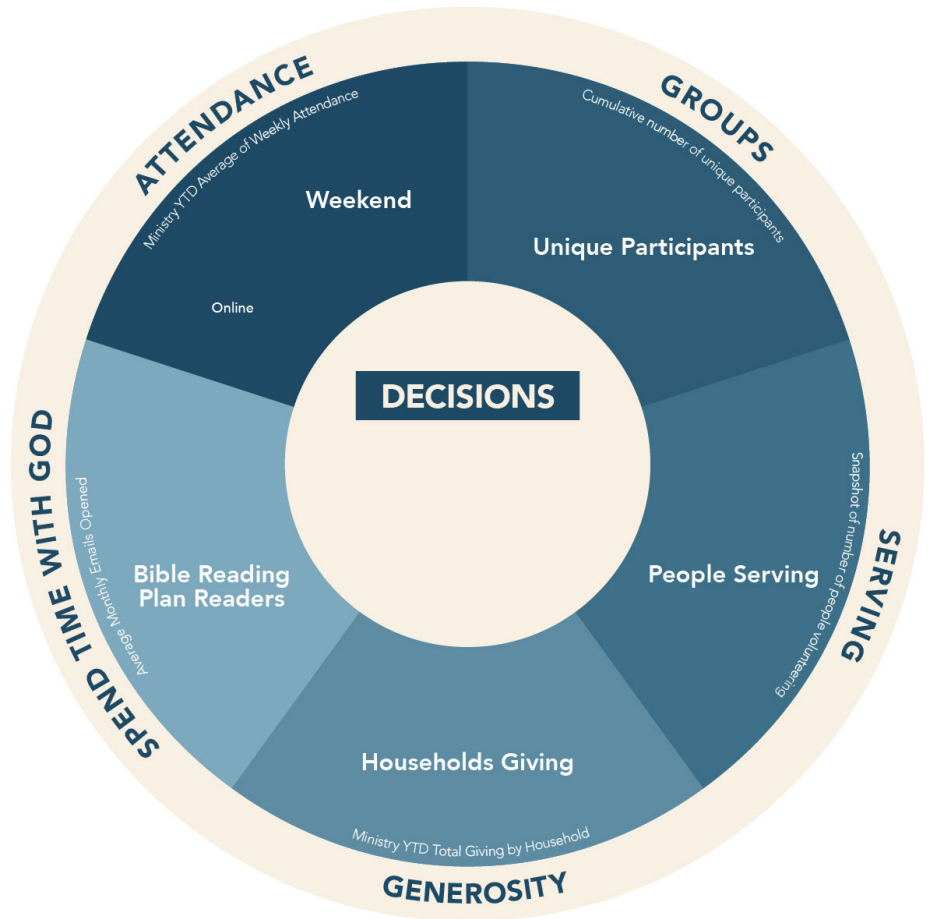 ATTENDANCE
Ministry YTD Average of Weekly Attendance
Weekend
Online
GROUPS
Cumulative number of unique participants
Unique Participants
DECISIONS
SERVING
Snapshot of number of people volunteering
People Serving
SPEND TIME WITH GOD
Average Monthly Emails Opened
Bible Reading
Plan Readers
Households Giving
Ministry YTD Total Giving by Household
GENEROSITY